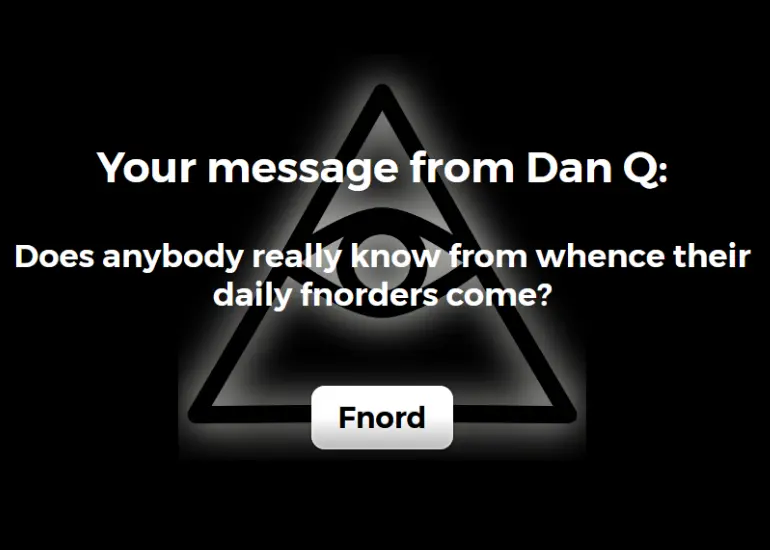 Your message from Dan Q:
Does anybody really know from whence their
daily fnorders come?
Fnord